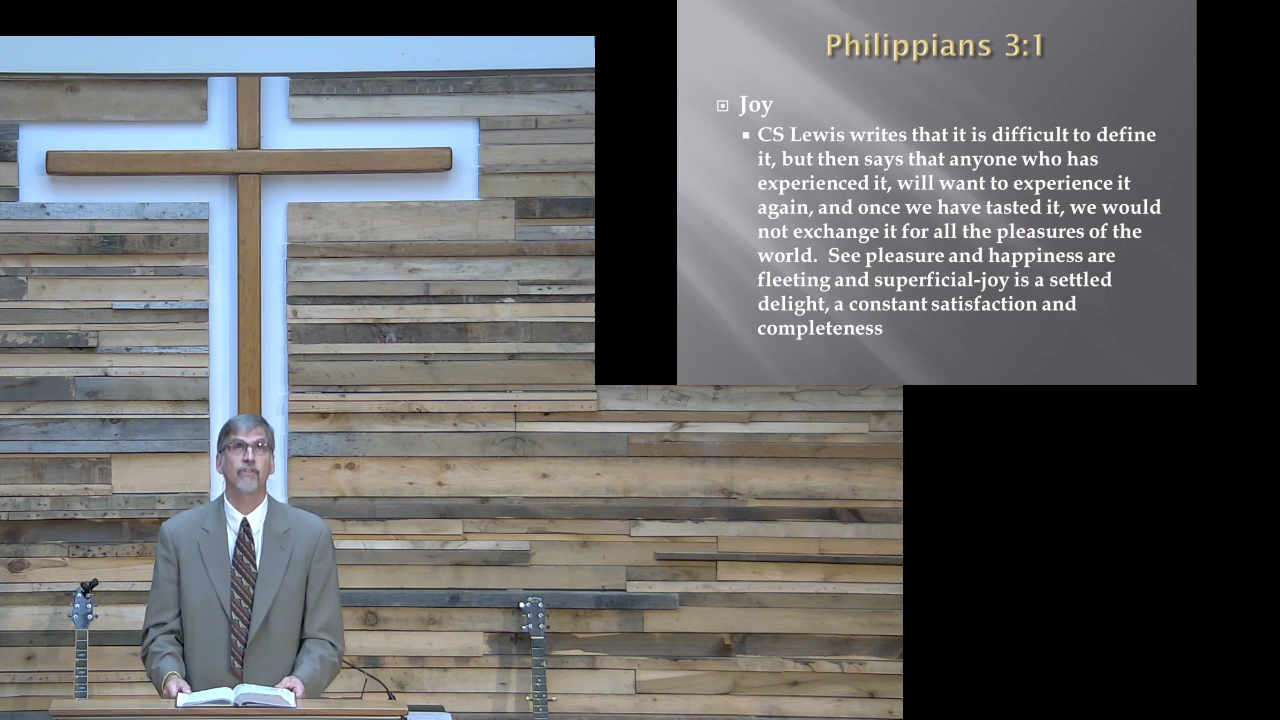 Philippians 3:1
Joy
CS Lewis writes that it is difficult to define
it, but then says that anyone who has
experienced it, will want to experience it
again, and once we have tasted it, we would
not exchange it for all the pleasures of the
world.  See pleasure and happiness are
fleeting and superficial-joy is a settled
delight, a constant satisfaction and
completeness